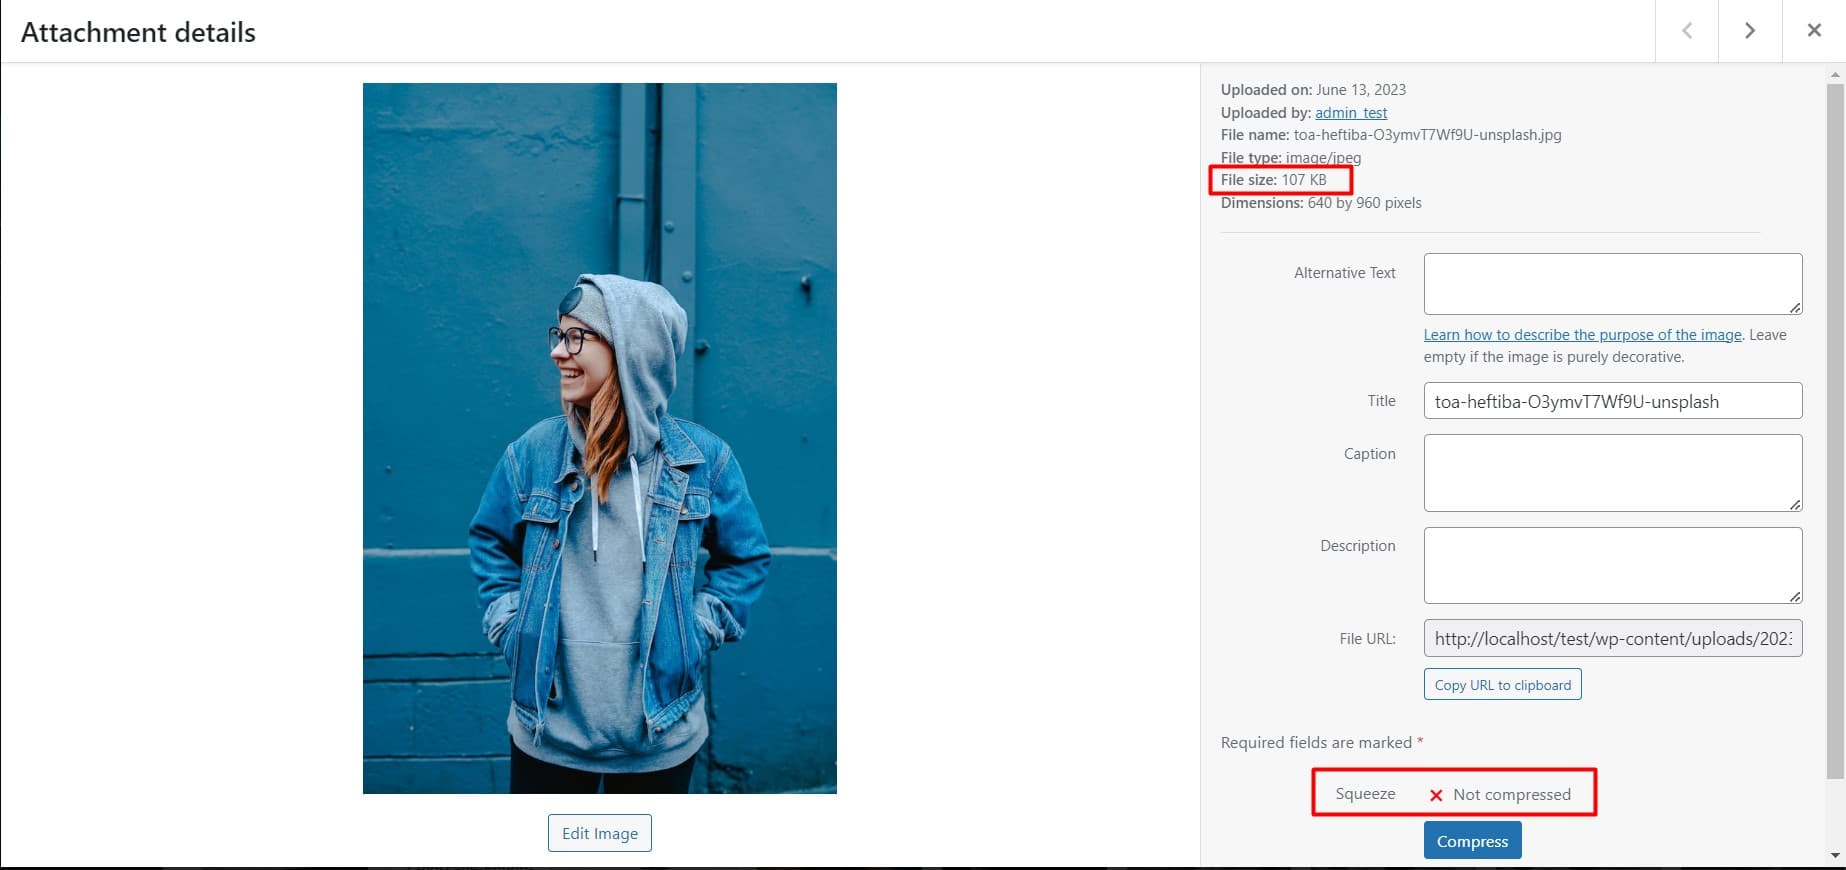 Attachment details
Uploaded on: June 13, 2023
Uploaded by: admin_test
File name: toa-heftiba-O3ymvT7Wf9U-unsplash.jpg
File type: image/jpeg
File size: 107 KB
Dimensions: 640 by 960 pixels
Alternative Text
Learn how to describe the purpose of the image. Leave
empty if the image is purely decorative.
Title
toa-heftiba-O3ymvT7Wf9U-unsplash
Caption
Description
File URL:
http://localhost/test/wp-content/uploads/2023
Copy URL to clipboard
Required fields are marked *
Squeeze
Not compressed
Compress
Edit Image